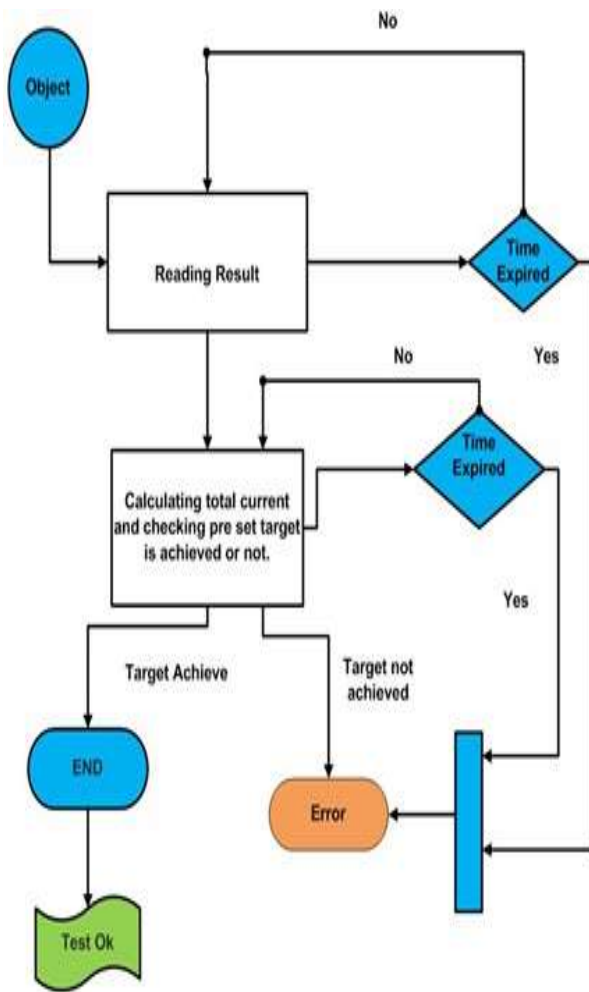 No
Object
Time
Expired
Reading Result
No
Yes
Time
Expired
Calculating total current
and checking pre set target
is achieved or not.
Yes
Target Achieve
Target not
achieved
END
Error
Test Ok